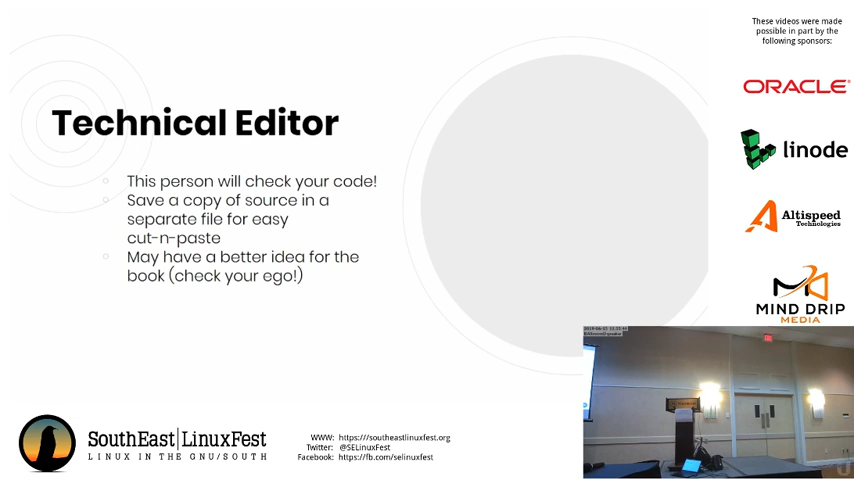 These videos were made
possible in part by the
following sponsors:
ORACLE
linode
Altispeed
Technologies
MIND DRIP
MEDIA
Technical Editor
This person will check your code!
Save a copy of source in a
separate file for easy
cut-n-paste
May have a better idea for the
book (check your ego!)
SouthEast|LinuxFest
LINUX IN THE GNU/SOUTH
WWW: https:///southeastlinuxfest.org
Twitter: @SELinuxFest
Facebook: https://fb.com/selinuxfest